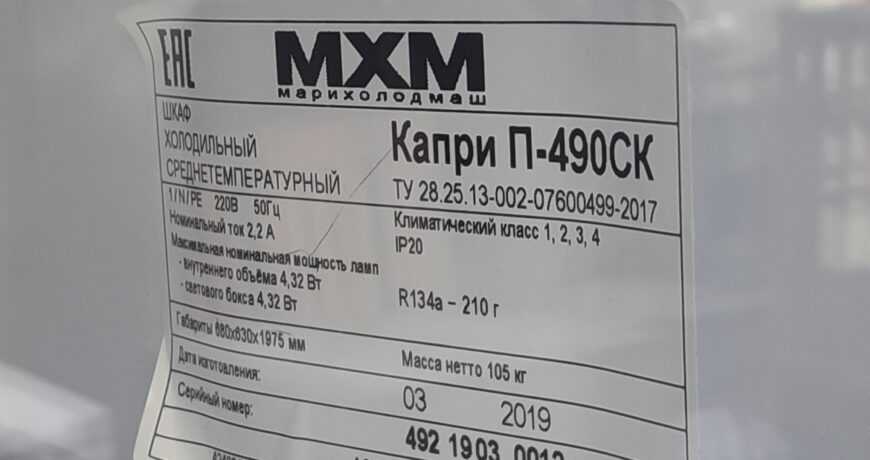 ЕАС
МХМ
марихолодмаш
ШКАФ
ХОЛОДИЛЬНЫЙ
СРЕДНЕТЕМПЕРАТУРНЫЙ
Капри П-490СК
ТУ 28.25.13-002-07600499-2017
1/N/PE 220В 50Гц
Номинальный ток 2,2 А
Максимальная номинальная мощность ламп
- внутреннего объёма 4,32 Вт
- светового бокса 4,32 Вт
Климатический класс 1, 2, 3, 4
IP20
R134a – 210 г
Габариты 680х630х1975 мм
Масса нетто 105 кг
Дата изготовления:
03 2019
Серийный номер:
492 1903